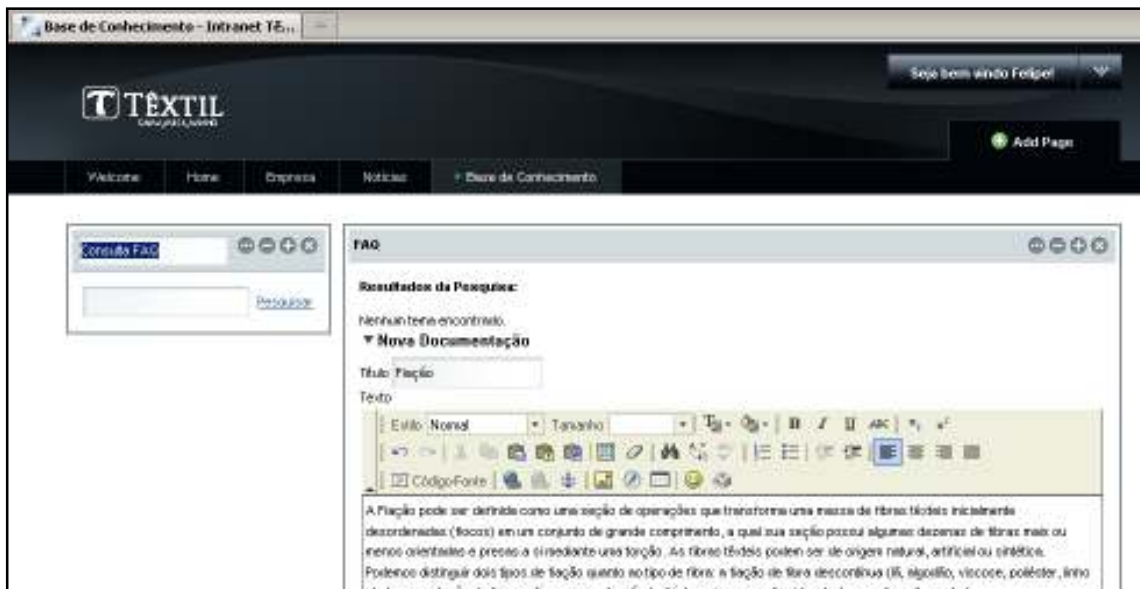 Base de Conhecimento - Intranet Tê...
Seja bem vindo Felipe!
T TÊXTIL
Add Page
Welcome Home Empresa Notícias Base de Conhecimento
Consulta FAQ
Pesquisar
FAQ
Resultados da Pesquisa:
Nenhum tema encontrado.
Nova Documentação
Título Fiação
Texto
Estilo Normal Tamanho
B I U ABC
Código-Fonte
A Fiação pode ser definida como uma seção de operações que transforma uma massa de fibras têxteis inicialmente
desordenadas (flocos) em um conjunto de grande comprimento, a qual sua seção possui algumas dezenas de fibras mais ou
menos orientadas e presas a si mediante uma torção. As fibras têxteis podem ser de origem natural, artificial ou sintética.
Podemos distinguir dois tipos de fiação quanto ao tipo de fibra: a fiação de fibra descontínua (lã, algodão, viscose, poliéster, linho